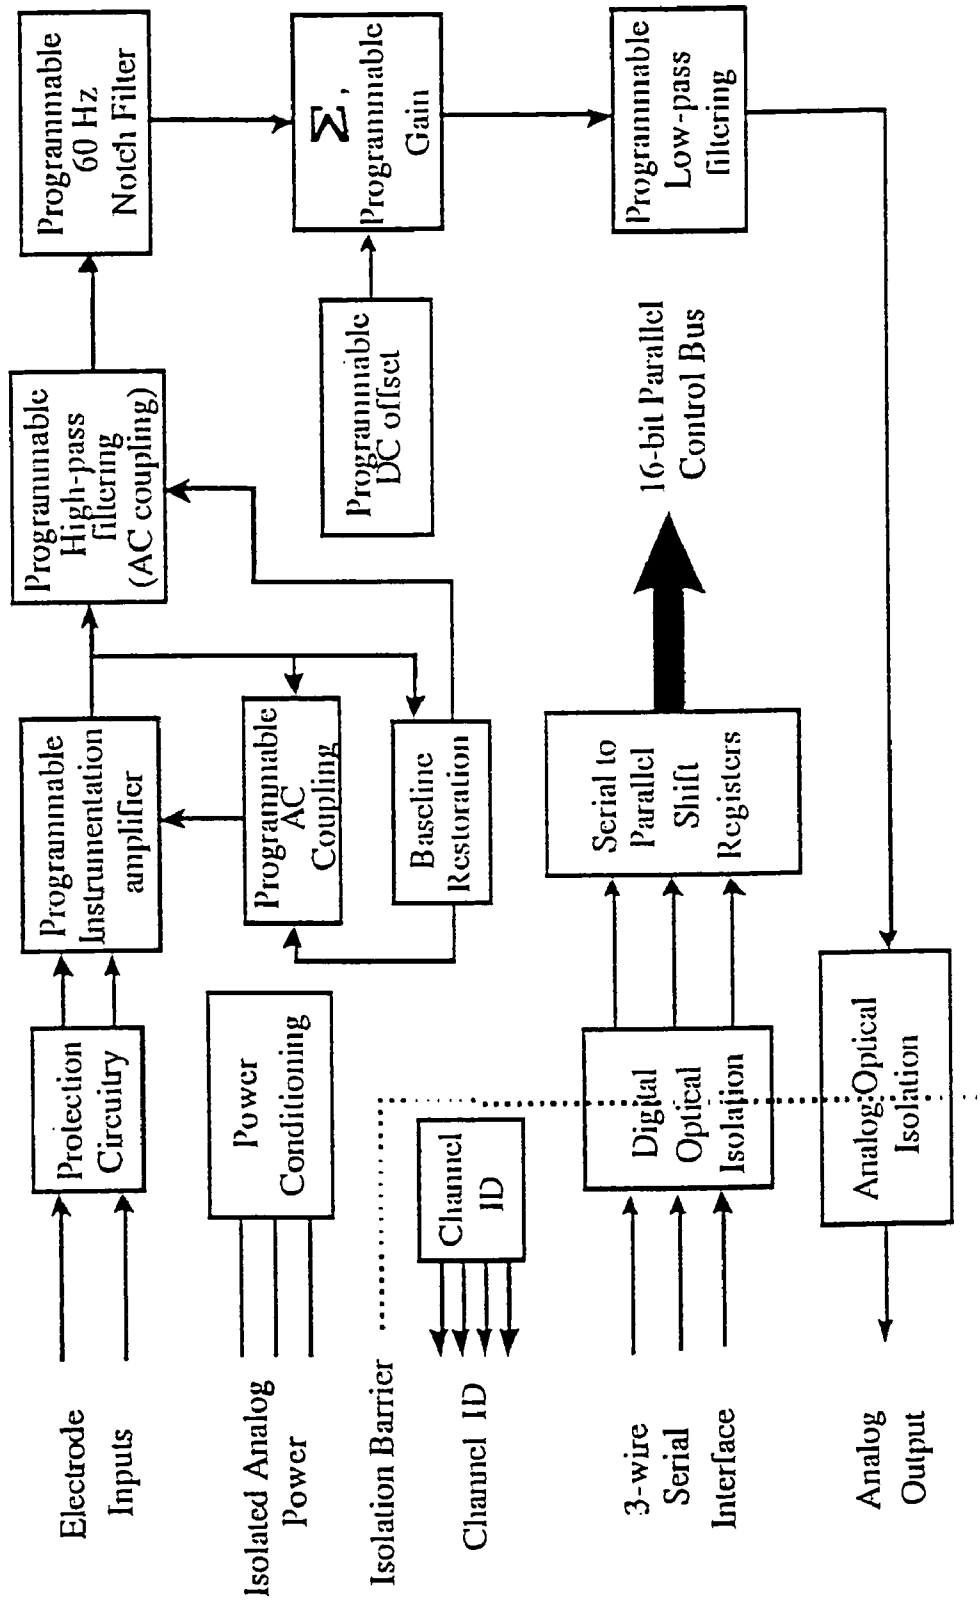 Electrode
Inputs
Protection
Circuitry
Programmable
Instrumentation
amplifier
Programmable
High-pass
filtering
(AC coupling)
Programmable
60 Hz
Notch Filter
Isolated Analog
Power
Power
Conditioning
Programmable
AC
Coupling
Baseline
Restoration
Programmable
DC offset
Σ,
Programmable
Gain
Isolation Barrier
Channel ID
Channel
ID
3-wire
Serial
Interface
Digital
Optical
Isolation
Serial to
Parallel
Shift
Registers
16-bit Parallel
Control Bus
Programmable
Low-pass
filtering
Analog
Output
Analog Optical
Isolation